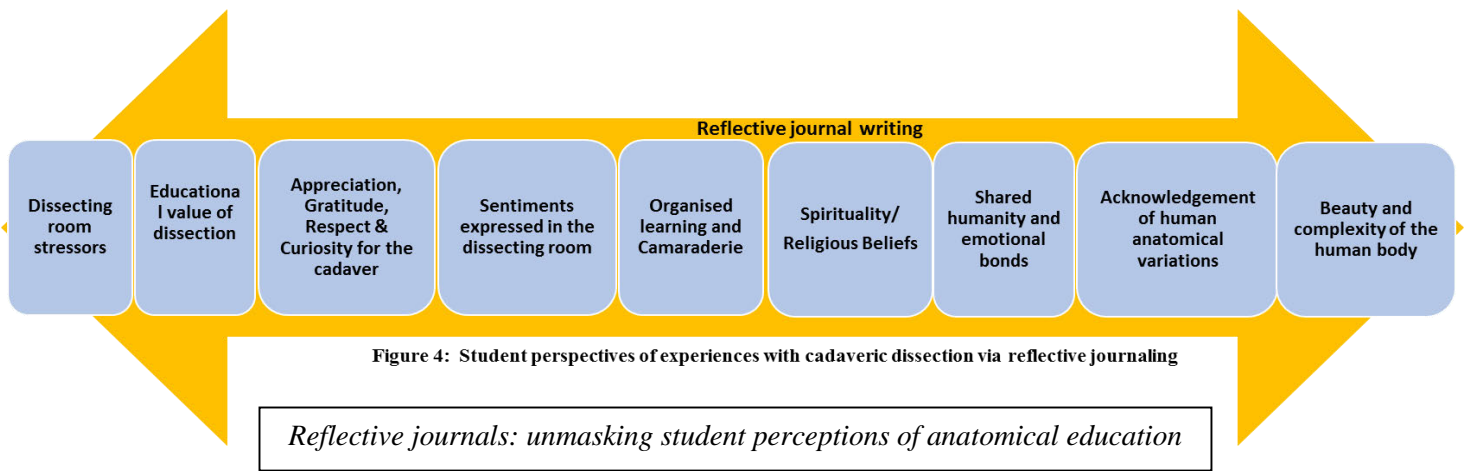 Reflective journal writing
Dissecting
room
stressors
Educationa
l value of
dissection
Appreciation,
Gratitude,
Respect &
Curiosity for the
cadaver
Sentiments
expressed in the
dissecting room
Organised
learning and
Camaraderie
Spirituality/
Religious Beliefs
Shared
humanity and
emotional
bonds
Acknowledgement
of human
anatomical
variations
Beauty and
complexity of the
human body
Figure 4: Student perspectives of experiences with cadaveric dissection via reflective journaling
Reflective journals: unmasking student perceptions of anatomical education